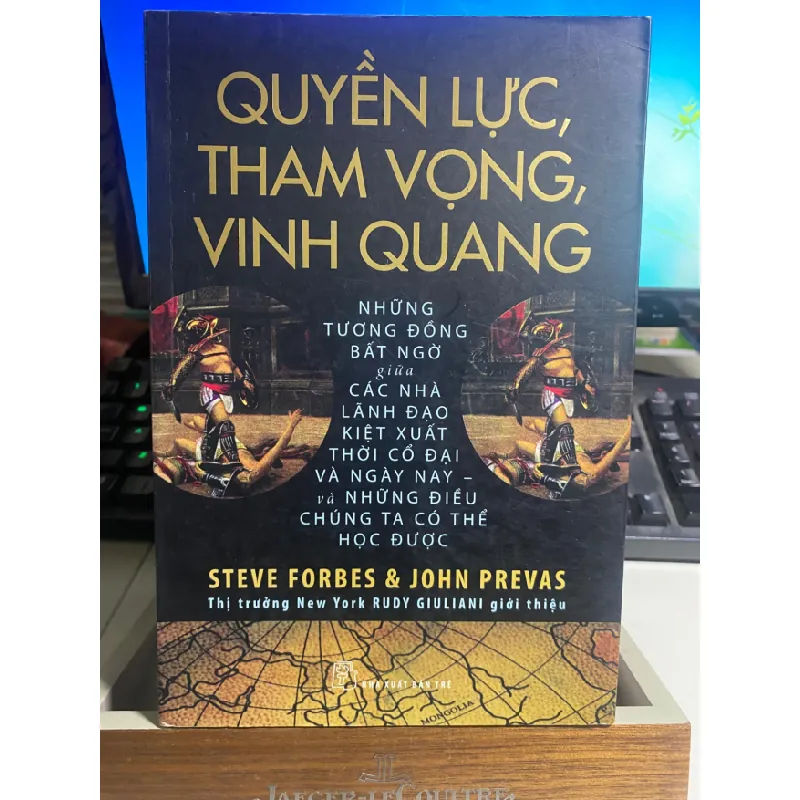 QUYỀN LỰC,
THAM VỌNG,
VINH QUANG
NHỮNG
TƯƠNG ĐỒNG
BẤT NGỜ
giữa
CÁC NHÀ
LÃNH ĐẠO
KIỆT XUẤT
THỜI CỔ ĐẠI
VÀ NGÀY NAY –
và NHỮNG ĐIỀU
CHÚNG TA CÓ THỂ
HỌC ĐƯỢC
STEVE FORBES & JOHN PREVAS
Thị trưởng New York RUDY GIULIANI giới thiệu
NHÀ XUẤT BẢN TRẺ
MONGOLIA
JAEGER-LECOULTRE